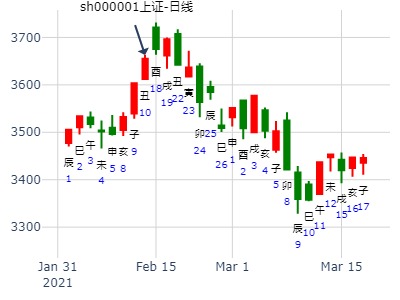 sh000001上证-日线
3700
3600
3500
3400
3300
辰 1
巳 2
午 3
未 4
申 5
亥 8
子 9
丑 10
酉 18
戌 19
丑 22
寅 23
卯 24
辰 25
巳 26
申 1
酉 2
戌 3
亥 4
子 5
卯 8
辰 9
巳 10
午 11
未 12
戌 15
亥 16
子 17
Jan 31
2021
Feb 15
Mar 1
Mar 15